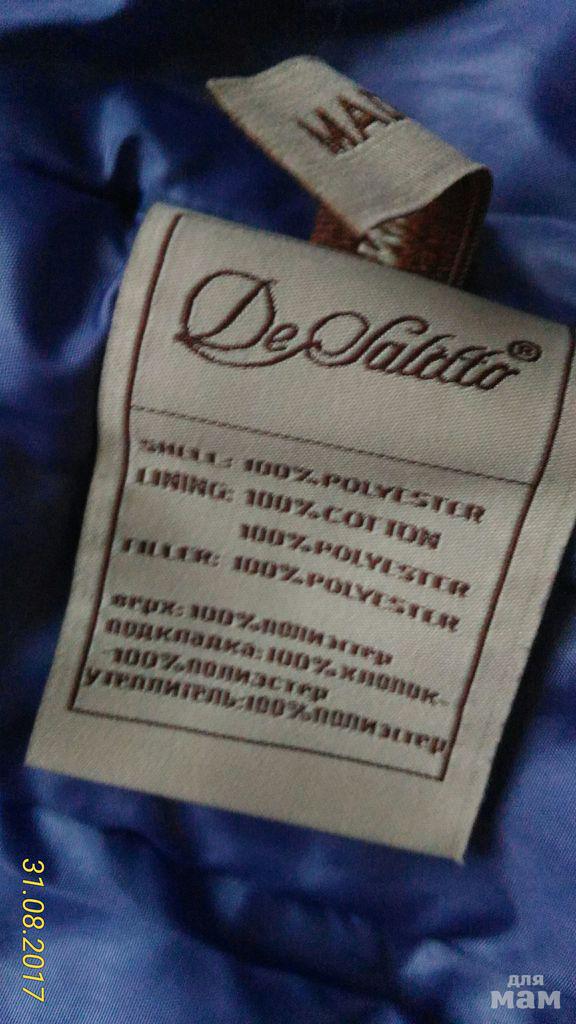 MAD
De Salitto®
SHELL: 100%POLYESTER
LINING: 100%COTTON
100%POLYESTER
FILLER: 100%POLYESTER
верх:100%полиэстер
подкладка:100%хлопок-
100%полиэстер
утеплитель:100%полиэстер
31.08.2017
для
мам